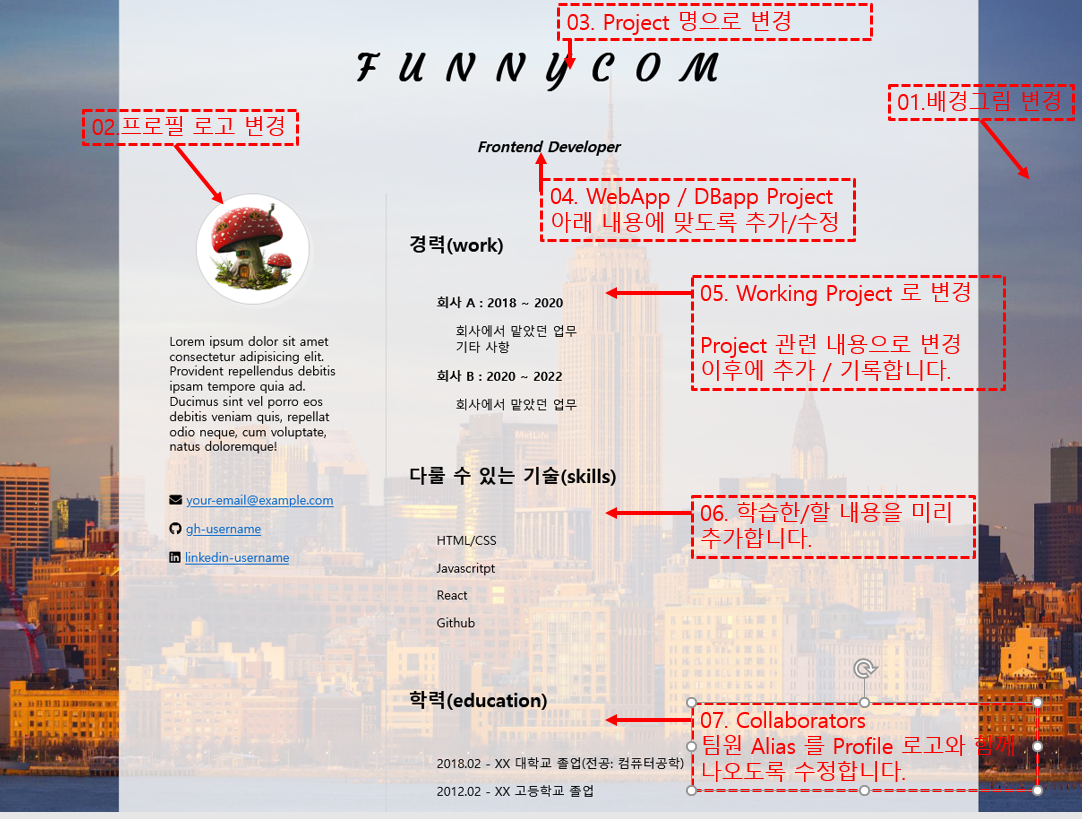 03. Project 명으로 변경
FUNNYCOM
01.배경그림 변경
02.프로필 로고 변경
Frontend Developer
04. WebApp / DBapp Project
아래 내용에 맞도록 추가/수정
경력(work)
05. Working Project 로 변경
Project 관련 내용으로 변경
이후에 추가 / 기록합니다.
회사 A : 2018 ~ 2020
회사에서 맡았던 업무
기타 사항
회사 B : 2020 ~ 2022
회사에서 맡았던 업무
Lorem ipsum dolor sit amet
consectetur adipisicing elit.
Provident repellendus debitis
ipsam tempore quia ad.
Ducimus sint vel porro eos
debitis veniam quis, repellat
odio neque, cum voluptate,
natus doloremque!
your-email@example.com
gh-username
linkedin-username
다룰 수 있는 기술(skills)
06. 학습한/할 내용을 미리
추가합니다.
HTML/CSS
Javascritpt
React
Github
MetLife
학력(education)
07. Collaborators
팀원 Alias 를 Profile 로고와 함께
나오도록 수정합니다.
2018.02 - XX 대학교 졸업(전공: 컴퓨터공학)
2012.02 - XX 고등학교 졸업